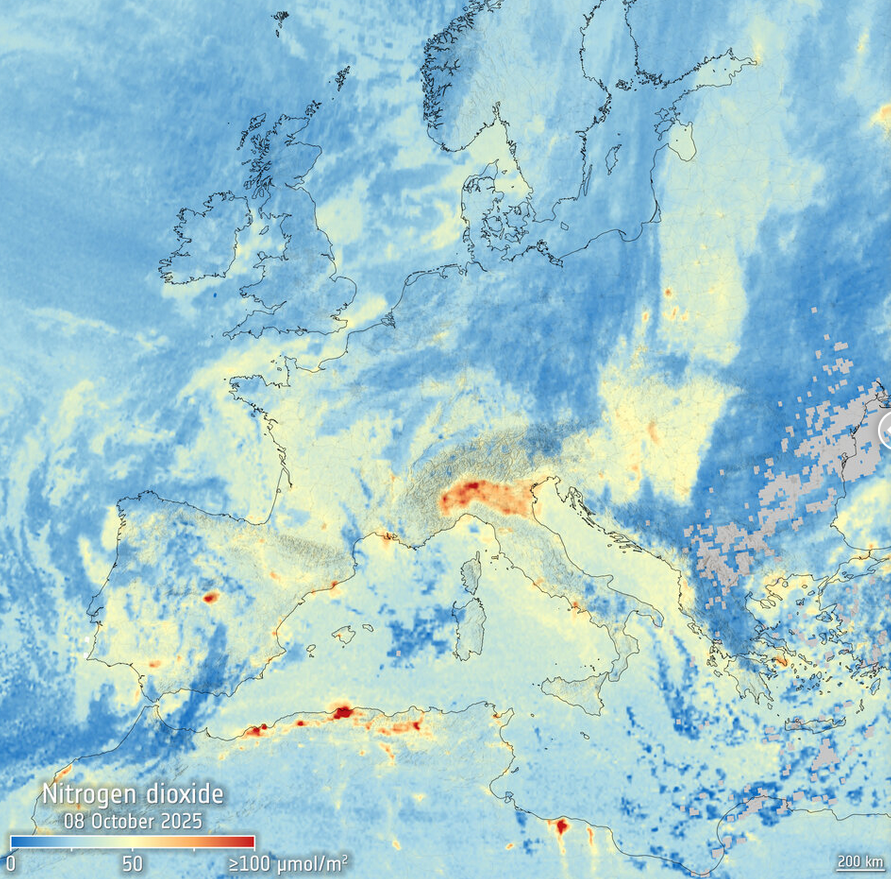 Nitrogen dioxide
08 October 2025
0 50 ≥100 μmol/m²
200 km